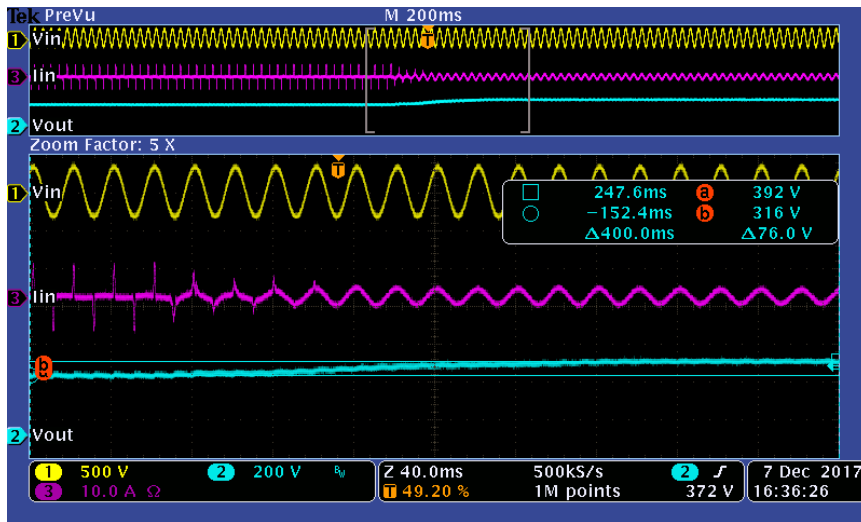 Tek PreVu M 200ms
1 Vin
T
3 Iin
2 Vout
Zoom Factor: 5 X
T
1 Vin
247.6ms a 392 V
−152.4ms b 316 V
Δ400.0ms Δ76.0 V
3 Iin
b
2 Vout
1 500 V 2 200 V BW Z 40.0ms 500kS/s 2 7 Dec 2017
3 10.0 A Ω T 49.20 % 1M points 372 V 16:36:26